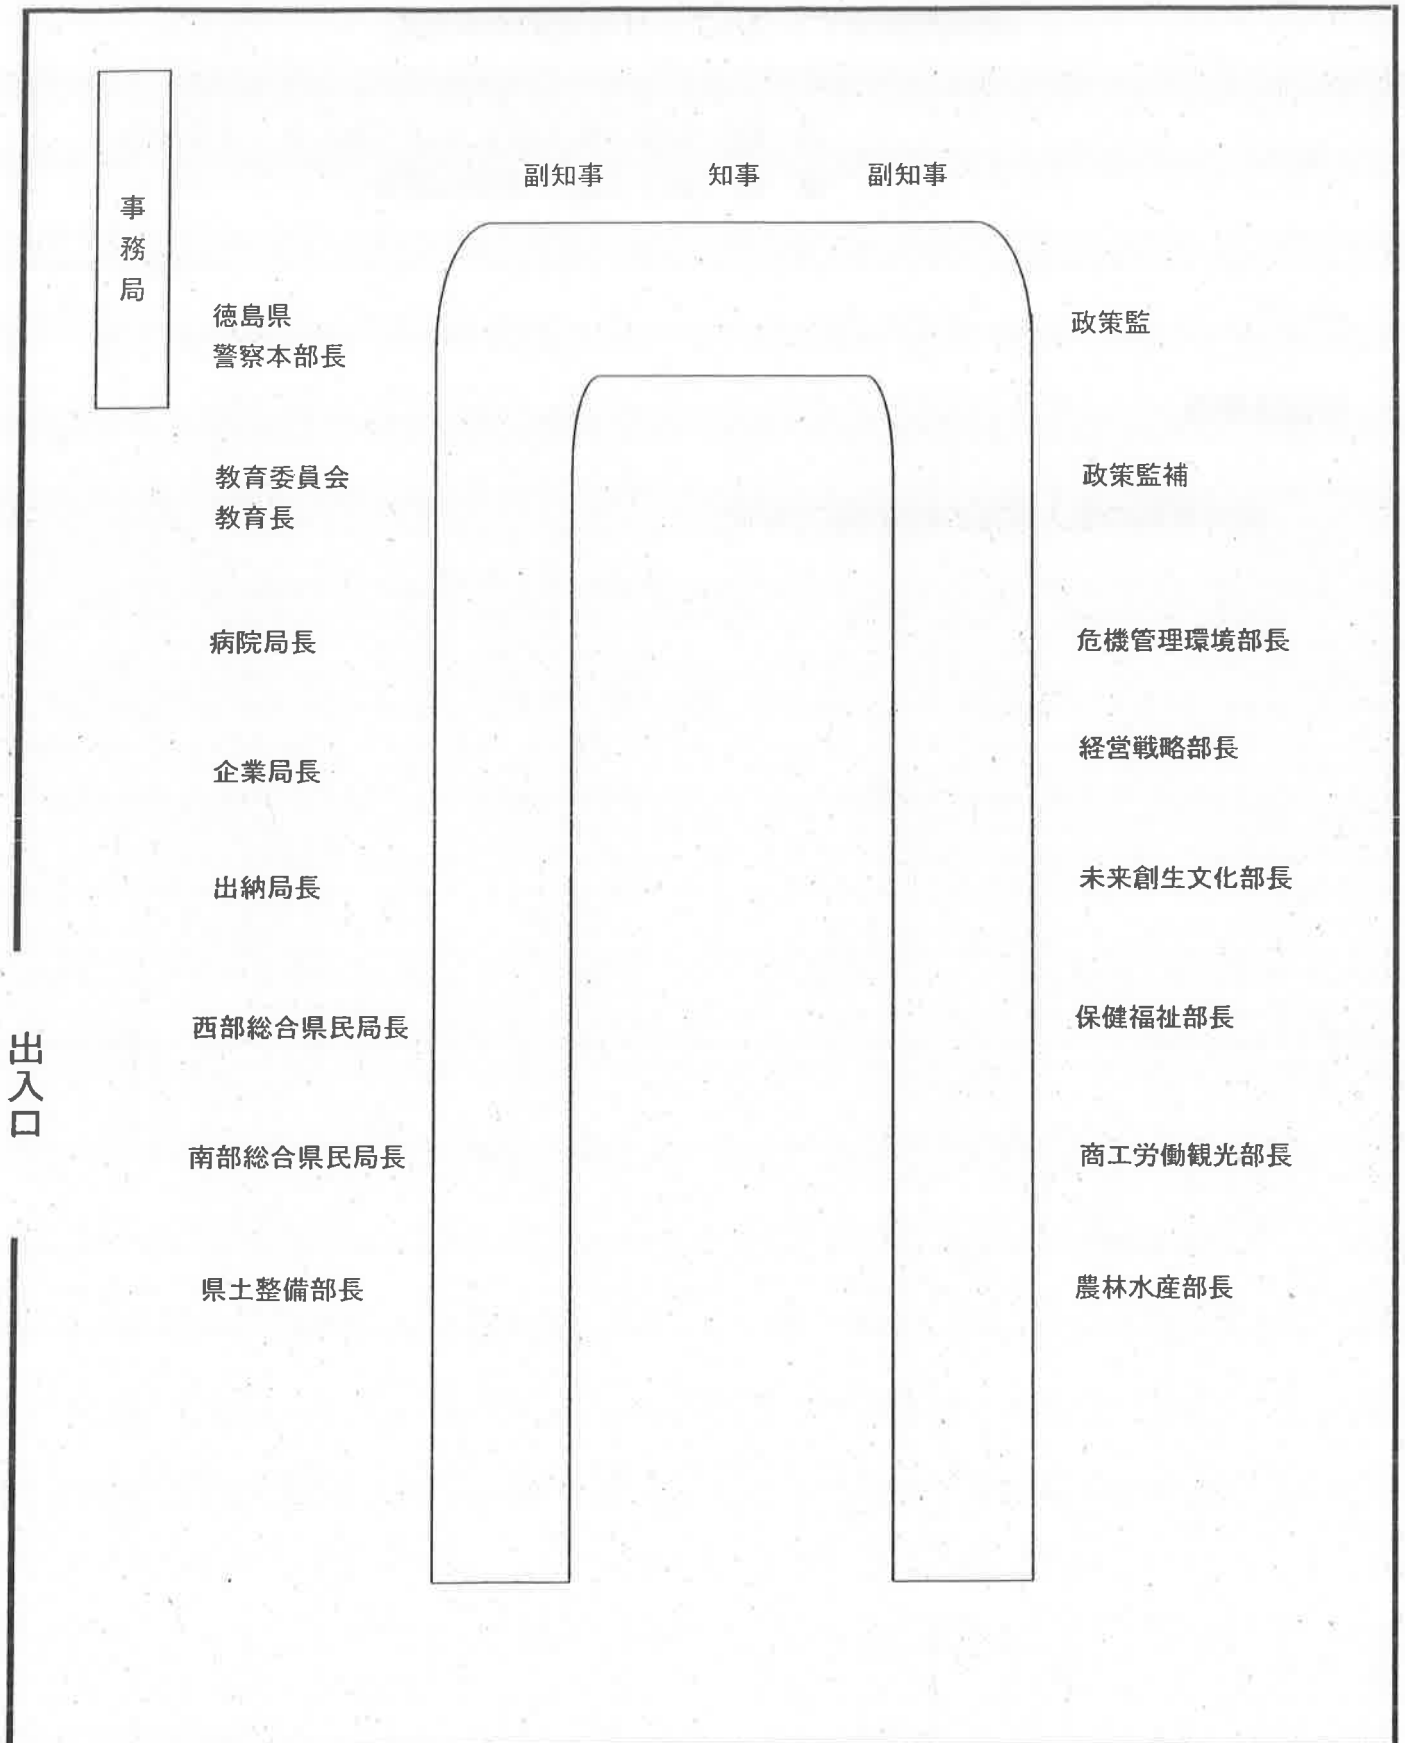 事務局
副知事 知事 副知事
徳島県
警察本部長
政策監
教育委員会
教育長
政策監補
病院局長
危機管理環境部長
企業局長
経営戦略部長
出納局長
未来創生文化部長
西部総合県民局長
保健福祉部長
出入口
南部総合県民局長
商工労働観光部長
県土整備部長
農林水産部長